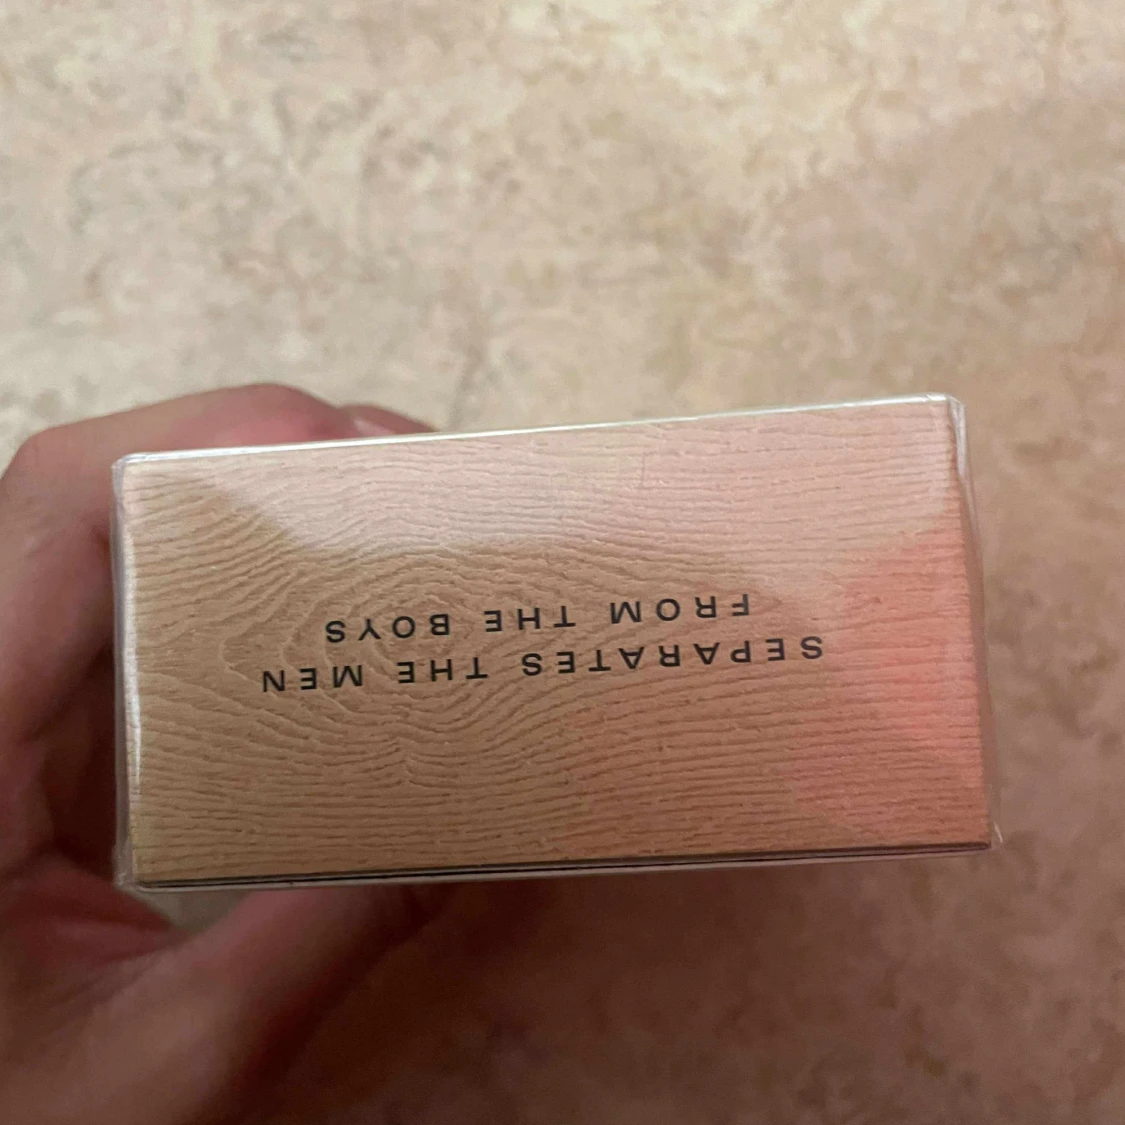 SEPARATES THE MEN
FROM THE BOYS